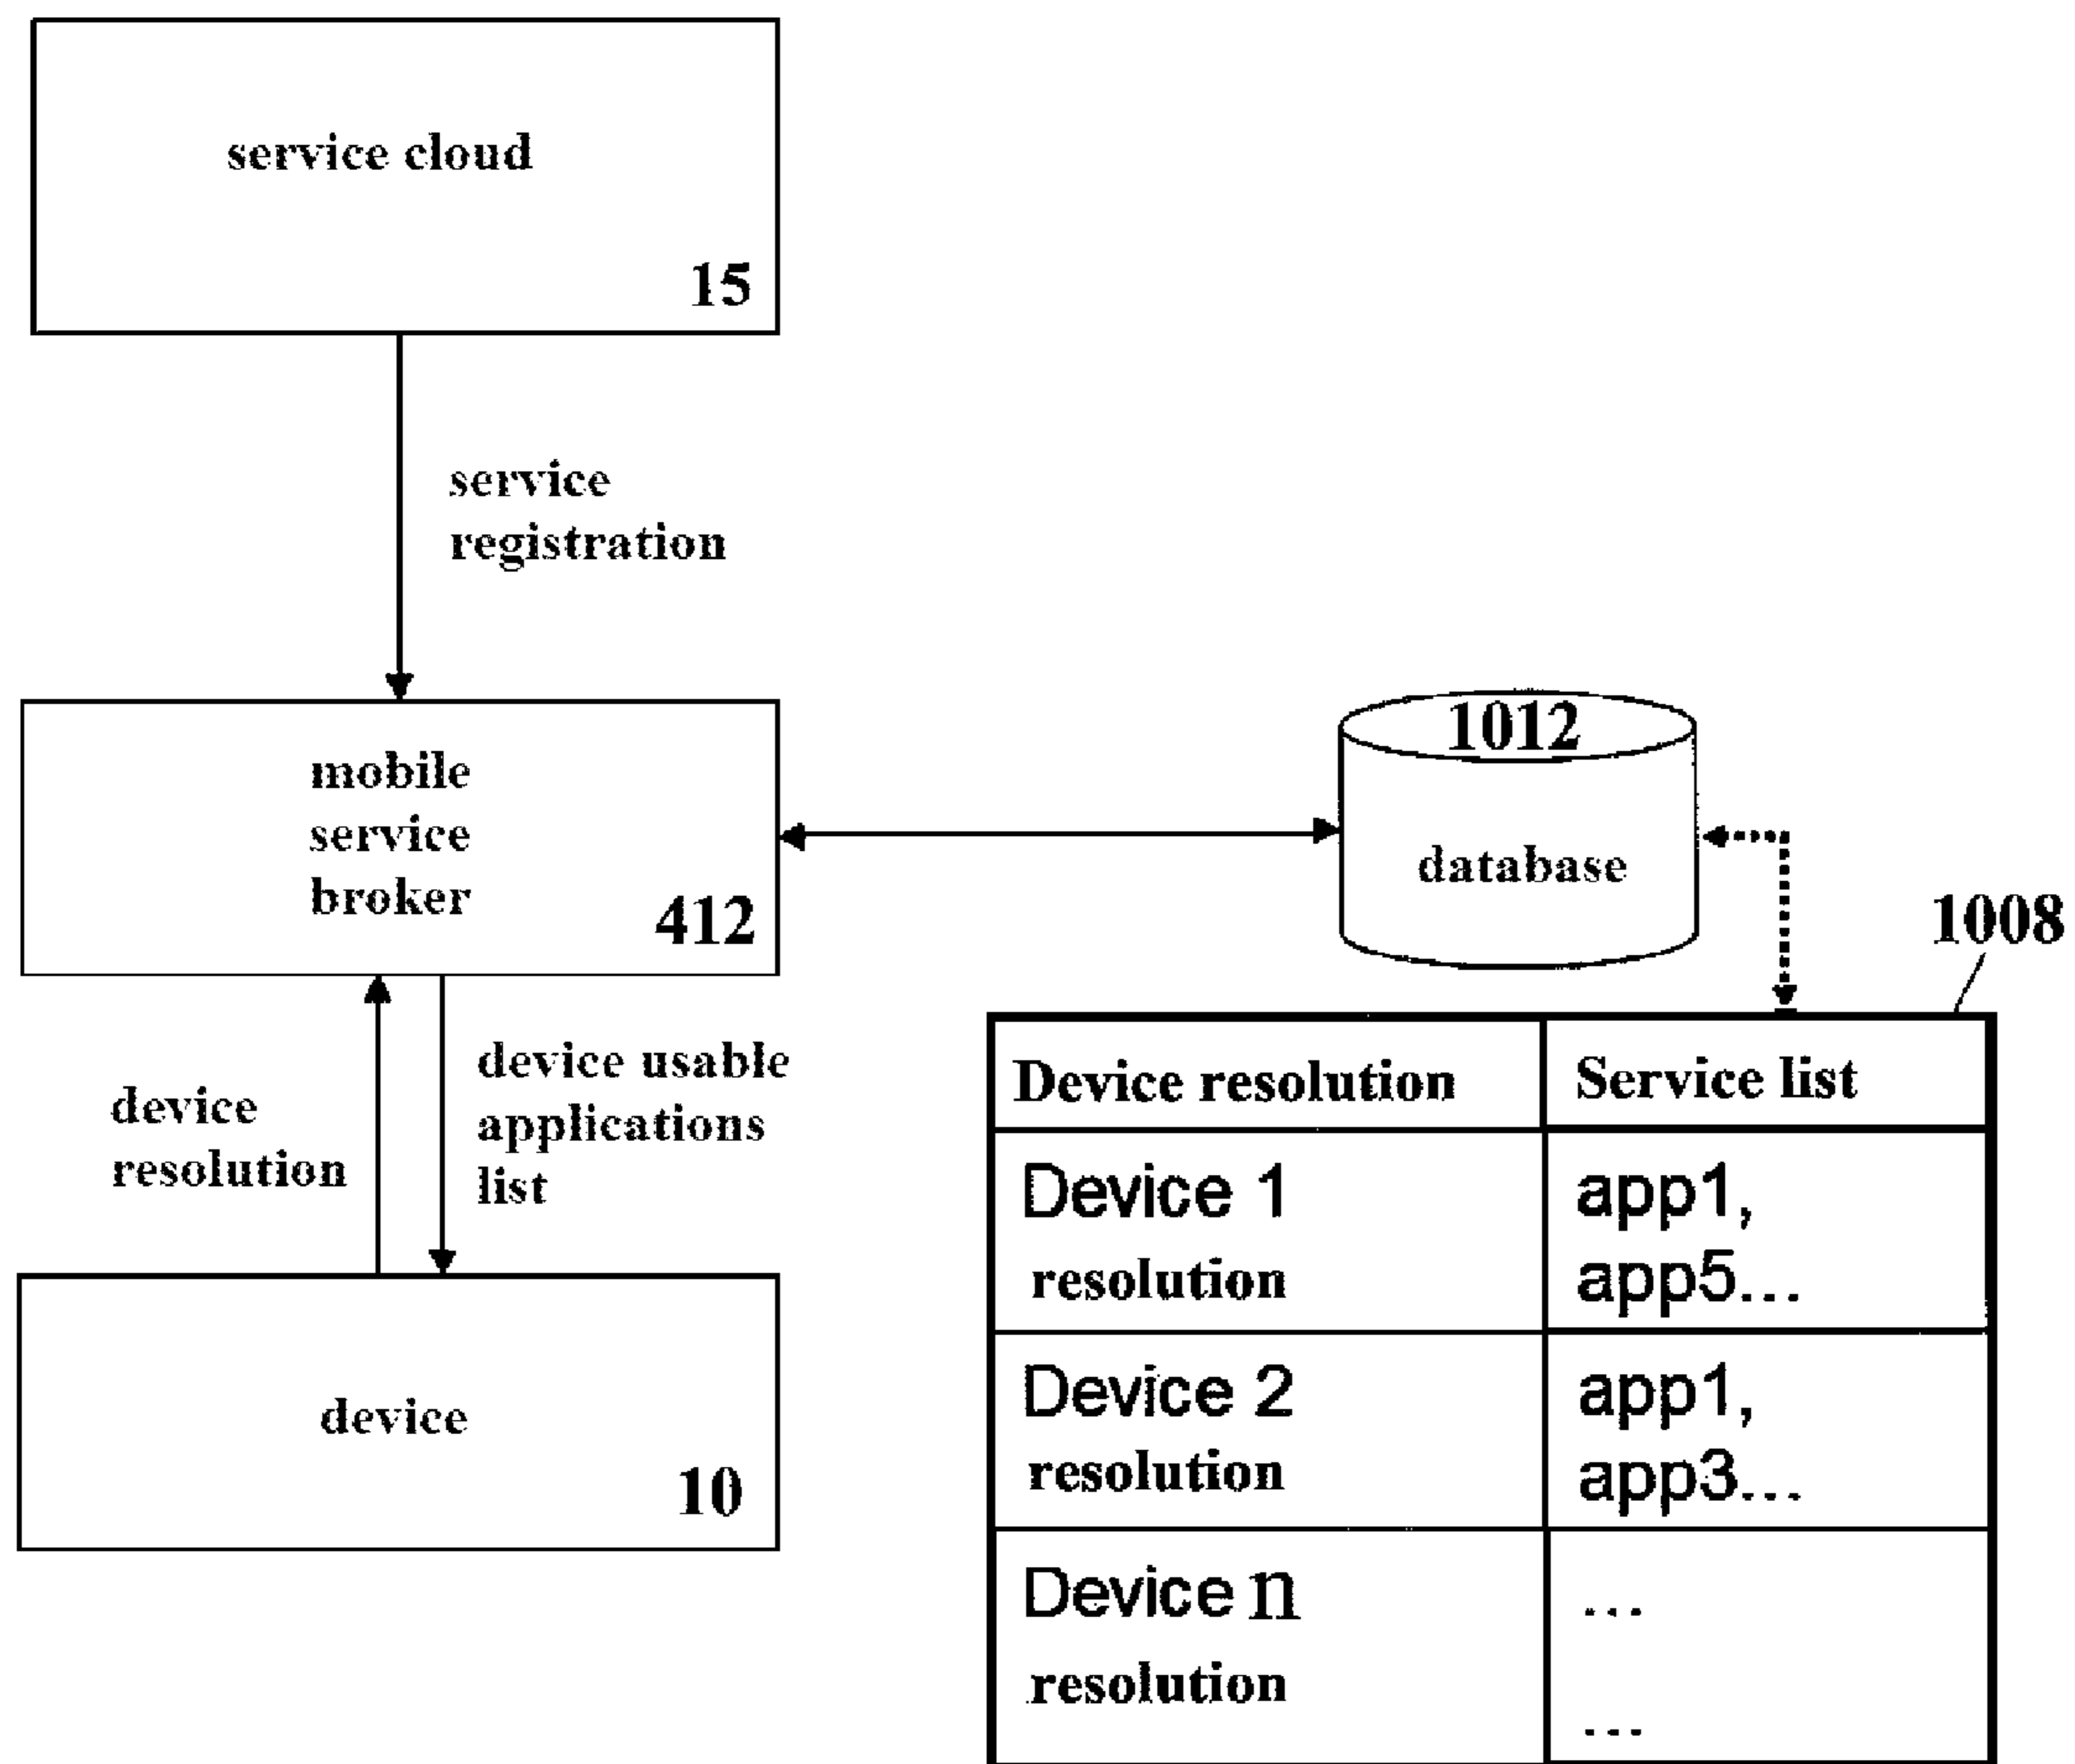 service cloud
15
service
registration
mobile
service
broker
412
1012
database
1008
device
resolution
device usable
applications
list
device
10
Device resolution
Service list
Device 1
resolution
app1,
app5...
Device 2
resolution
app1,
app3...
Device n
resolution
...
...